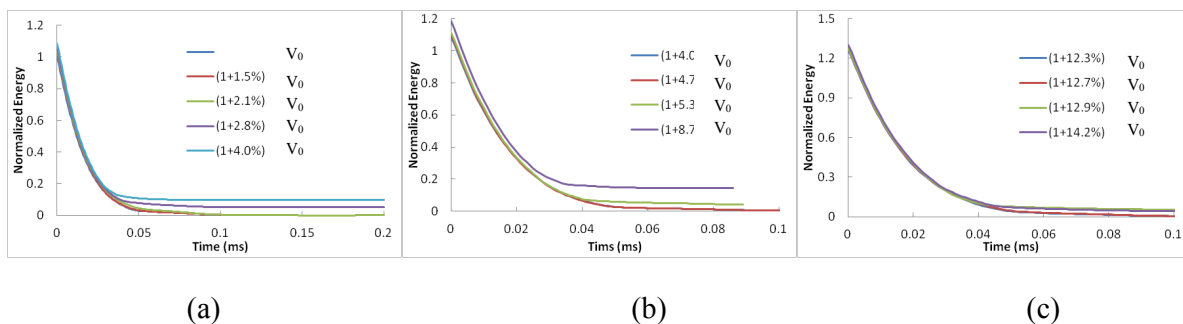 Normalized Energy
1.2
1
0.8
0.6
0.4
0.2
0
V₀
(1+1.5%) V₀
(1+2.1%) V₀
(1+2.8%) V₀
(1+4.0%) V₀
0 0.05 0.1 0.15 0.2
Time (ms)
(a)
Normalized Energy
1.2
1
0.8
0.6
0.4
0.2
0
(1+4.0 V₀
(1+4.7 V₀
(1+5.3 V₀
(1+8.7 V₀
0 0.02 0.04 0.06 0.08 0.1
Tims (ms)
(b)
Normalized Energy
1.5
1.2
0.9
0.6
0.3
0
(1+12.3%) V₀
(1+12.7%) V₀
(1+12.9%) V₀
(1+14.2%) V₀
0 0.02 0.04 0.06 0.08 0.1
Time (ms)
(c)